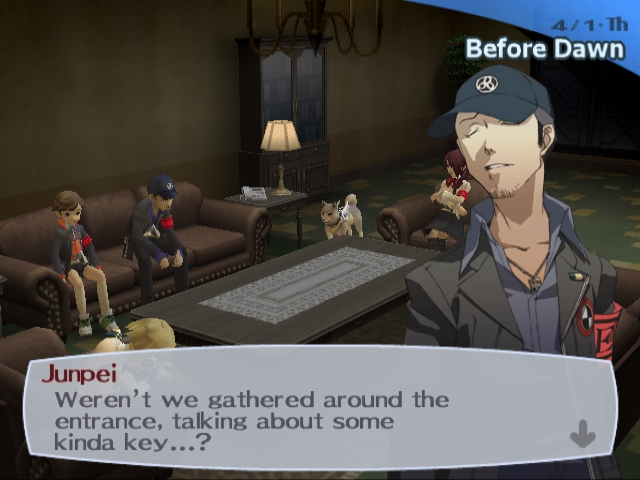 4/1·Th
Before Dawn
Junpei
Weren't we gathered around the
entrance, talking about some
kinda key...?